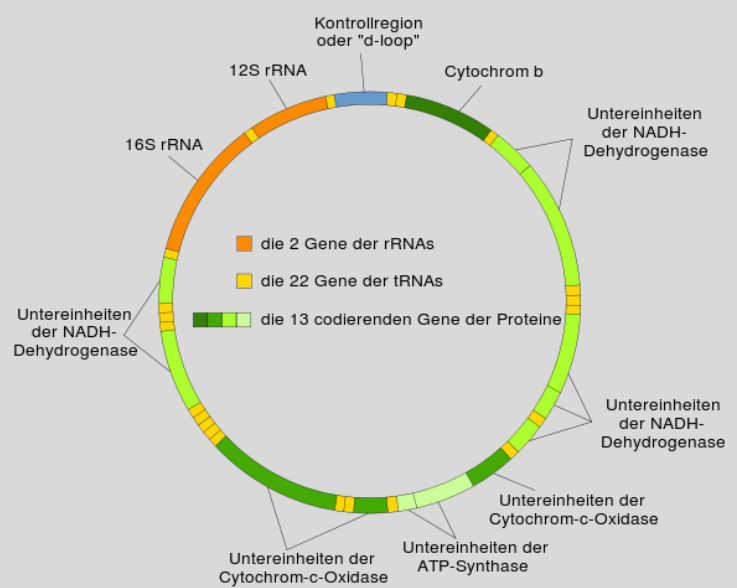 Kontrollregion
oder "d-loop"
12S rRNA
Cytochrom b
16S rRNA
Untereinheiten
der NADH-
Dehydrogenase
die 2 Gene der rRNAs
die 22 Gene der tRNAs
die 13 codierenden Gene der Proteine
Untereinheiten
der NADH-
Dehydrogenase
Untereinheiten
der NADH-
Dehydrogenase
Untereinheiten der
Cytochrom-c-Oxidase
Untereinheiten der
ATP-Synthase
Untereinheiten der
Cytochrom-c-Oxidase